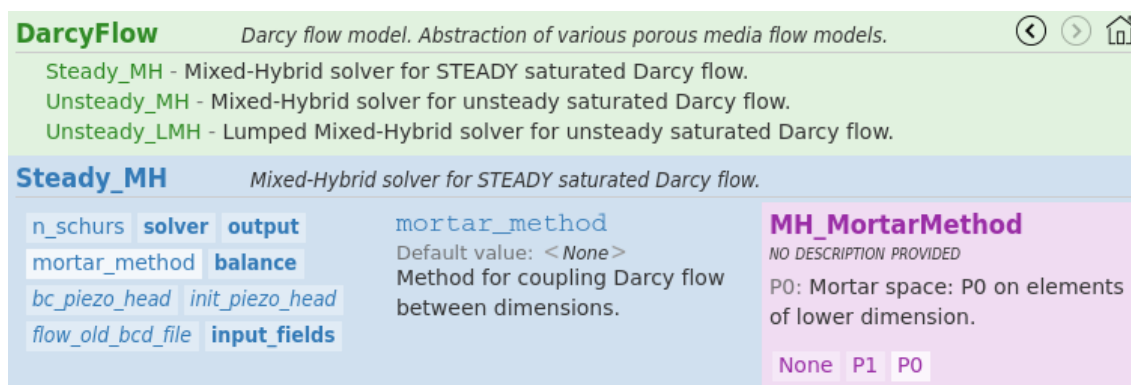 DarcyFlow Darcy flow model. Abstraction of various porous media flow models.
Steady_MH - Mixed-Hybrid solver for STEADY saturated Darcy flow.
Unsteady_MH - Mixed-Hybrid solver for unsteady saturated Darcy flow.
Unsteady_LMH - Lumped Mixed-Hybrid solver for unsteady saturated Darcy flow.
Steady_MH Mixed-Hybrid solver for STEADY saturated Darcy flow.
n_schurs solver output
mortar_method balance
bc_piezo_head init_piezo_head
flow_old_bcd_file input_fields
mortar_method
Default value: <None>
Method for coupling Darcy flow
between dimensions.
MH_MortarMethod
NO DESCRIPTION PROVIDED
P0: Mortar space: P0 on elements
of lower dimension.
None P1 P0